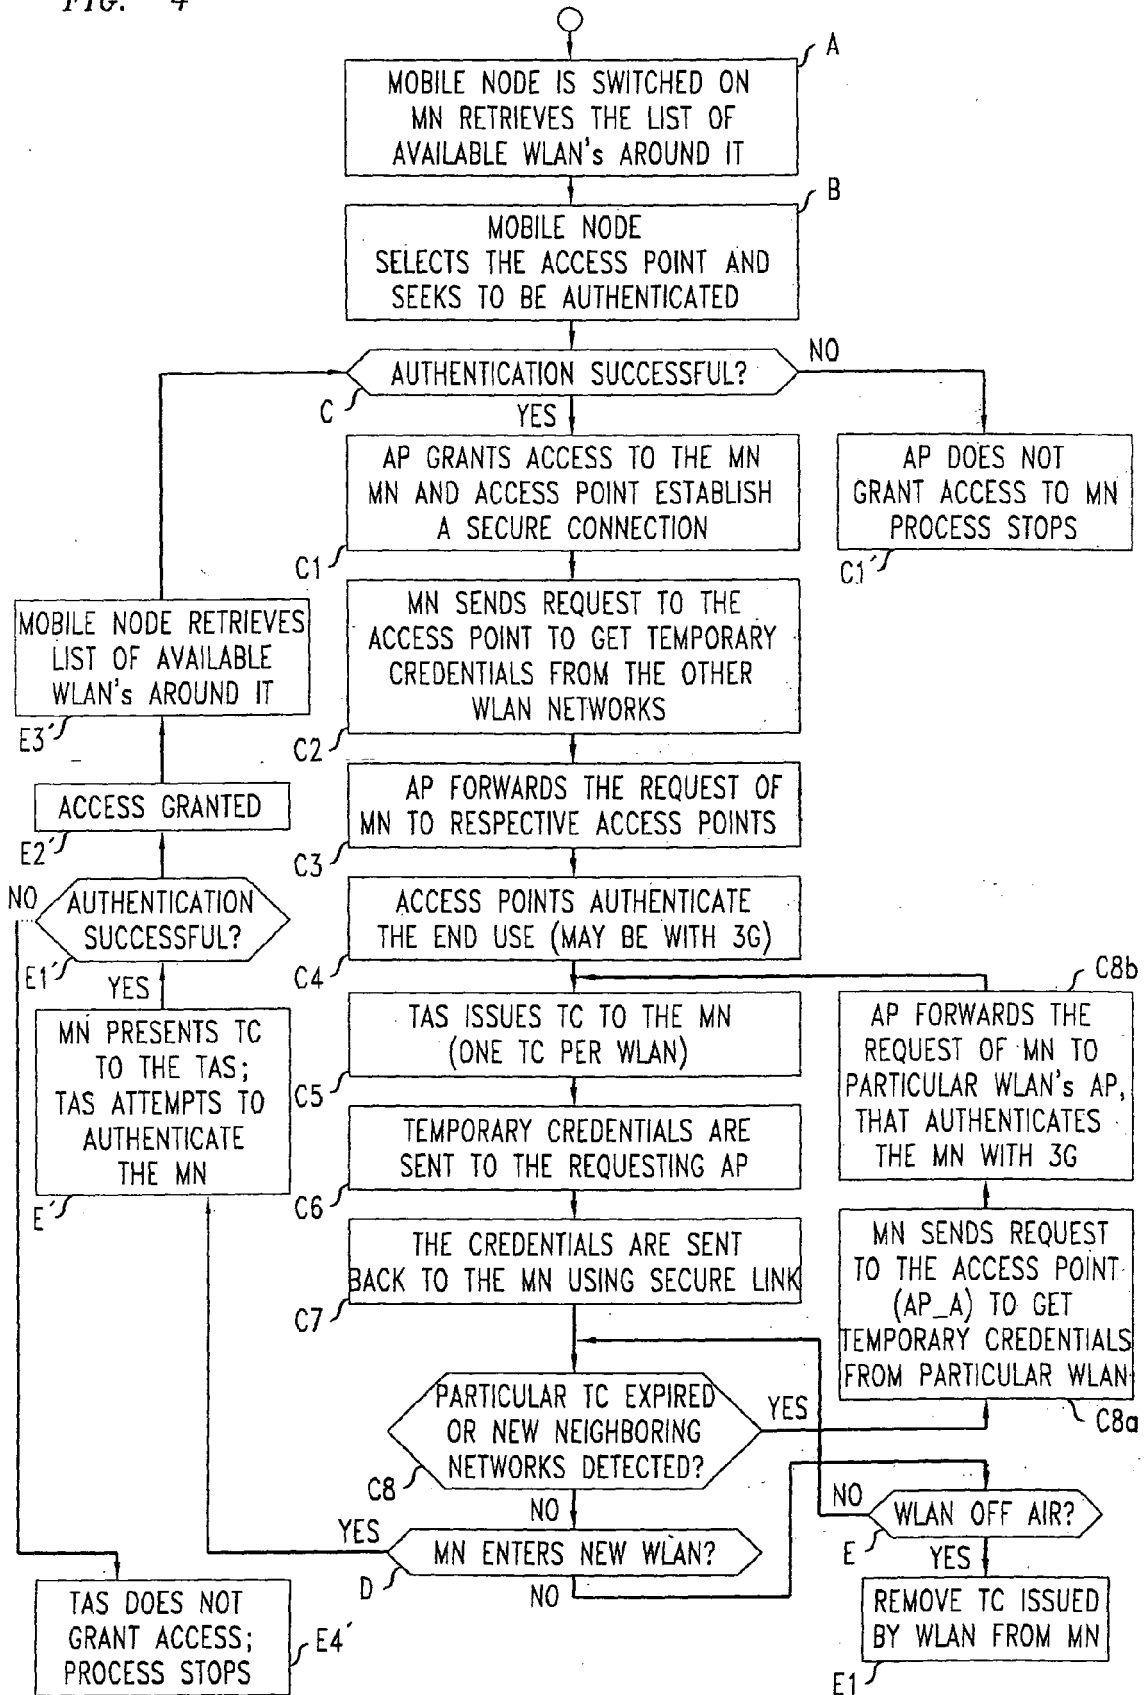 FIG. 4
A
MOBILE NODE IS SWITCHED ON
MN RETRIEVES THE LIST OF
AVAILABLE WLAN's AROUND IT
B
MOBILE NODE
SELECTS THE ACCESS POINT AND
SEEKS TO BE AUTHENTICATED
AUTHENTICATION SUCCESSFUL?
C
NO
YES
AP GRANTS ACCESS TO THE MN
MN AND ACCESS POINT ESTABLISH
A SECURE CONNECTION
C1
AP DOES NOT
GRANT ACCESS TO MN
PROCESS STOPS
C1'
MN SENDS REQUEST TO THE
ACCESS POINT TO GET TEMPORARY
CREDENTIALS FROM THE OTHER
WLAN NETWORKS
C2
MOBILE NODE RETRIEVES
LIST OF AVAILABLE
WLAN's AROUND IT
E3'
AP FORWARDS THE REQUEST OF
MN TO RESPECTIVE ACCESS POINTS
C3
ACCESS GRANTED
E2'
ACCESS POINTS AUTHENTICATE
THE END USE (MAY BE WITH 3G)
C4
NO
AUTHENTICATION
SUCCESSFUL?
E1'
YES
TAS ISSUES TC TO THE MN
(ONE TC PER WLAN)
C5
C8b
AP FORWARDS THE
REQUEST OF MN TO
PARTICULAR WLAN's AP,
THAT AUTHENTICATES
THE MN WITH 3G
MN PRESENTS TC
TO THE TAS;
TAS ATTEMPTS TO
AUTHENTICATE
THE MN
E'
TEMPORARY CREDENTIALS ARE
SENT TO THE REQUESTING AP
C6
THE CREDENTIALS ARE SENT
BACK TO THE MN USING SECURE LINK
C7
MN SENDS REQUEST
TO THE ACCESS POINT
(AP_A) TO GET
TEMPORARY CREDENTIALS
FROM PARTICULAR WLAN
C8a
PARTICULAR TC EXPIRED
OR NEW NEIGHBORING
NETWORKS DETECTED?
C8
YES
NO
MN ENTERS NEW WLAN?
D
YES
NO
WLAN OFF AIR?
E
NO
YES
REMOVE TC ISSUED
BY WLAN FROM MN
E1
TAS DOES NOT
GRANT ACCESS;
PROCESS STOPS
E4'